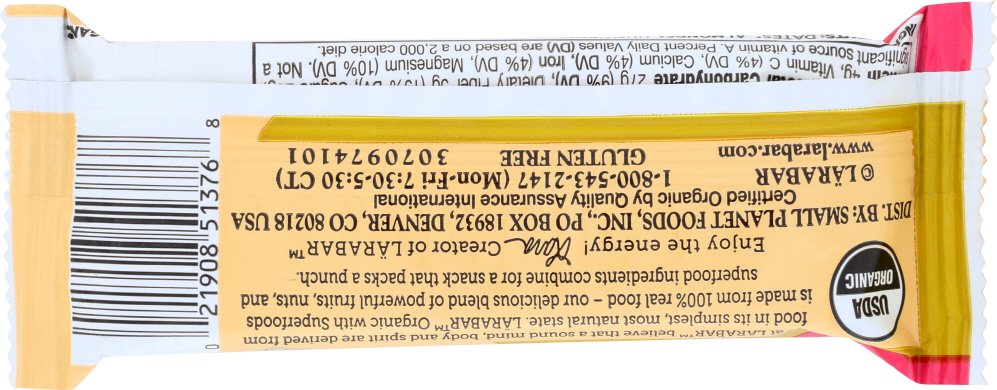 At LÄRABAR™ we believe that a sound mind, body and spirit are derived from
food in its simplest, most natural state. LÄRABAR™ Organic with Superfoods
is made from 100% real food – our delicious blend of powerful fruits, nuts, and
superfood ingredients combine for a snack that packs a punch.
Enjoy the energy! Lara Creator of LÄRABAR™
USDA
ORGANIC
DIST. BY: SMALL PLANET FOODS, INC., PO BOX 18932, DENVER, CO 80218 USA
Certified Organic by Quality Assurance International
© LÄRABAR 1-800-543-2147 (Mon-Fri 7:30-5:30 CT)
www.larabar.com GLUTEN FREE 3070974101
0 21908 51376 8
Carbohydrate 27g (9% DV), Dietary Fiber
4g, Vitamin C (4% DV), Calcium (4% DV), Iron (4% DV), Magnesium (10% DV). Not a
significant source of vitamin A. Percent Daily Values (DV) are based on a 2,000 calorie diet.